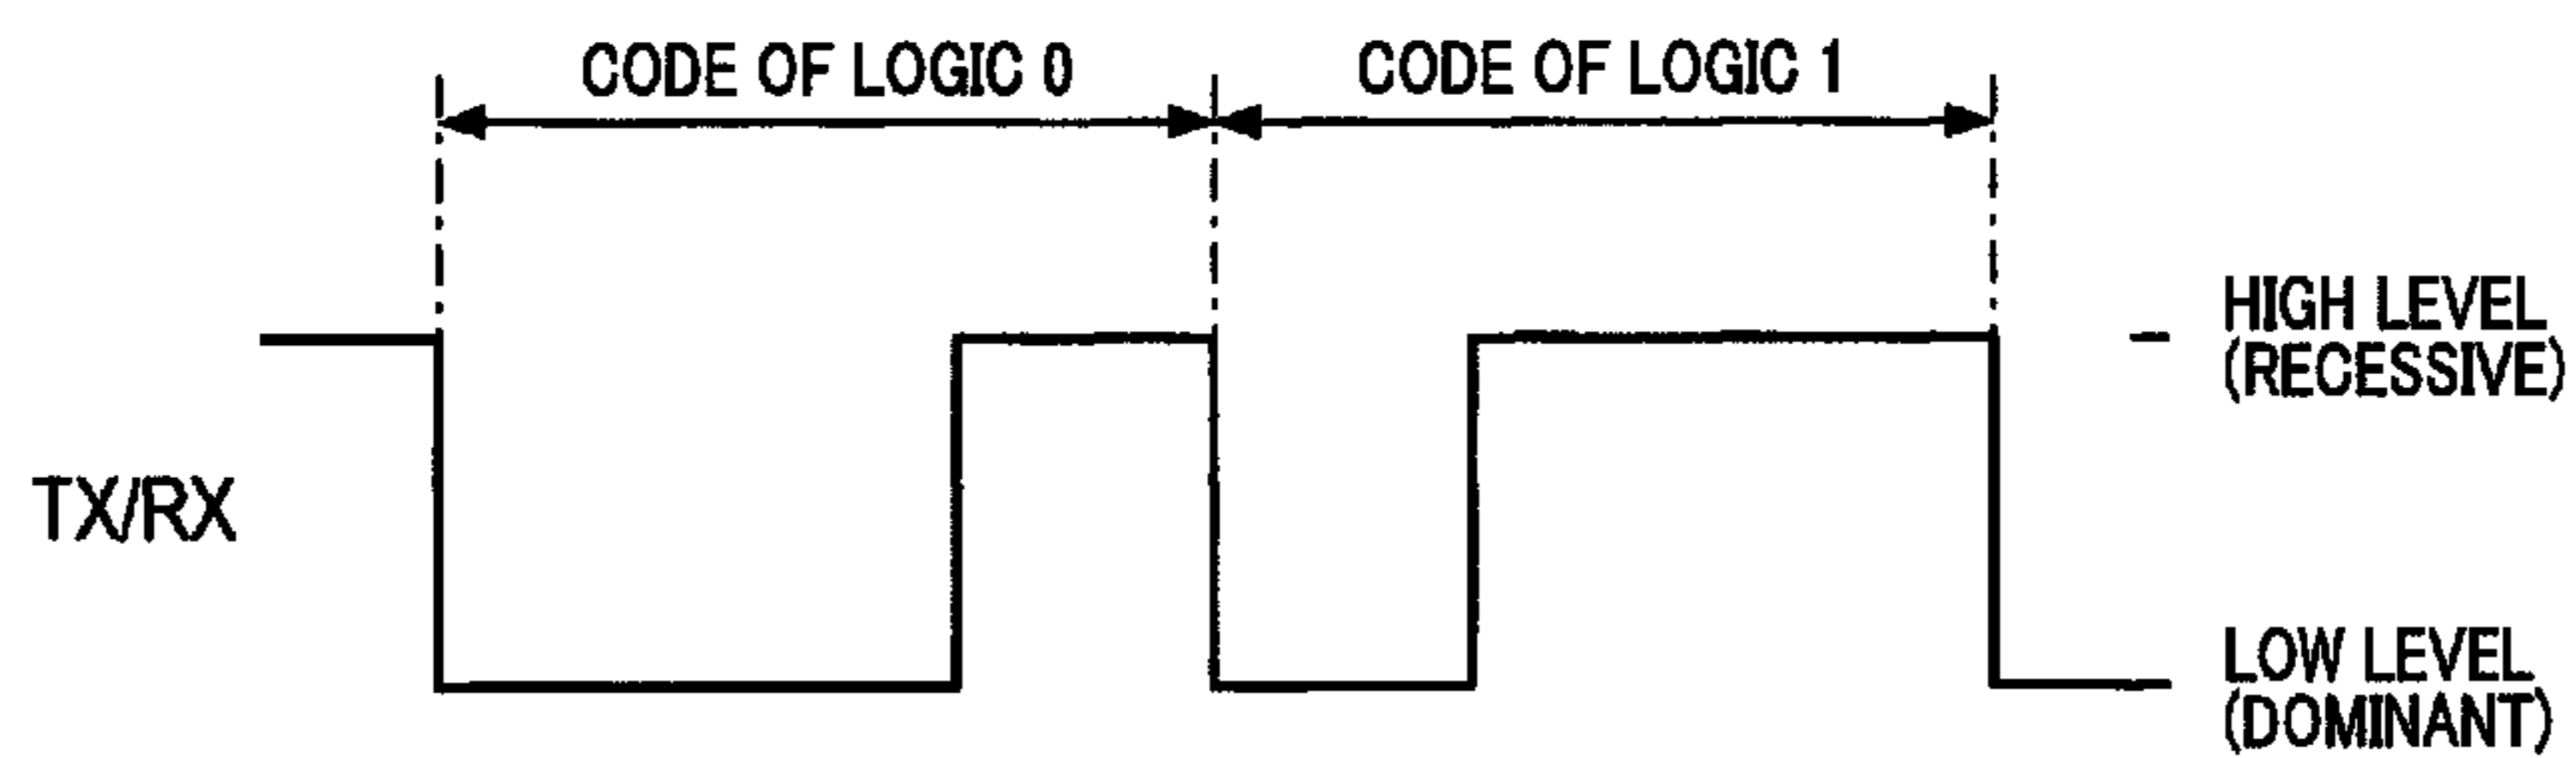 CODE OF LOGIC 0
CODE OF LOGIC 1
HIGH LEVEL
(RECESSIVE)
TX/RX
LOW LEVEL
(DOMINANT)